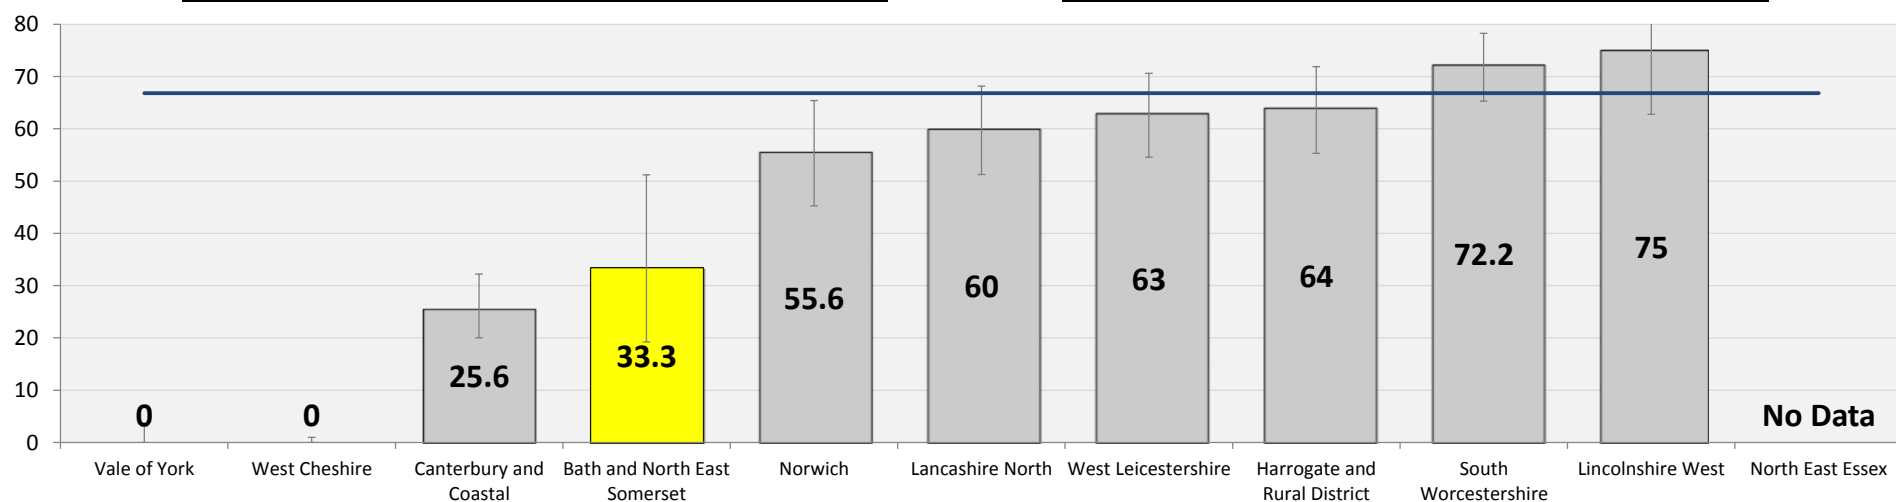 80
70
60
50
40
30
20
10
0
0
0
25.6
33.3
55.6
60
63
64
72.2
75
No Data
Vale of York
West Cheshire
Canterbury and
Coastal
Bath and North East
Somerset
Norwich
Lancashire North
West Leicestershire
Harrogate and
Rural District
South
Worcestershire
Lincolnshire West
North East Essex